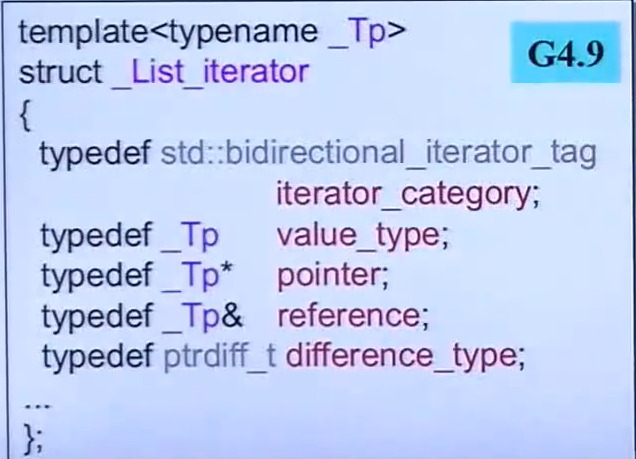 template<typename _Tp>
struct _List_iterator
G4.9
{
typedef std::bidirectional_iterator_tag
iterator_category;
typedef _Tp value_type;
typedef _Tp* pointer;
typedef _Tp& reference;
typedef ptrdiff_t difference_type;
...
};